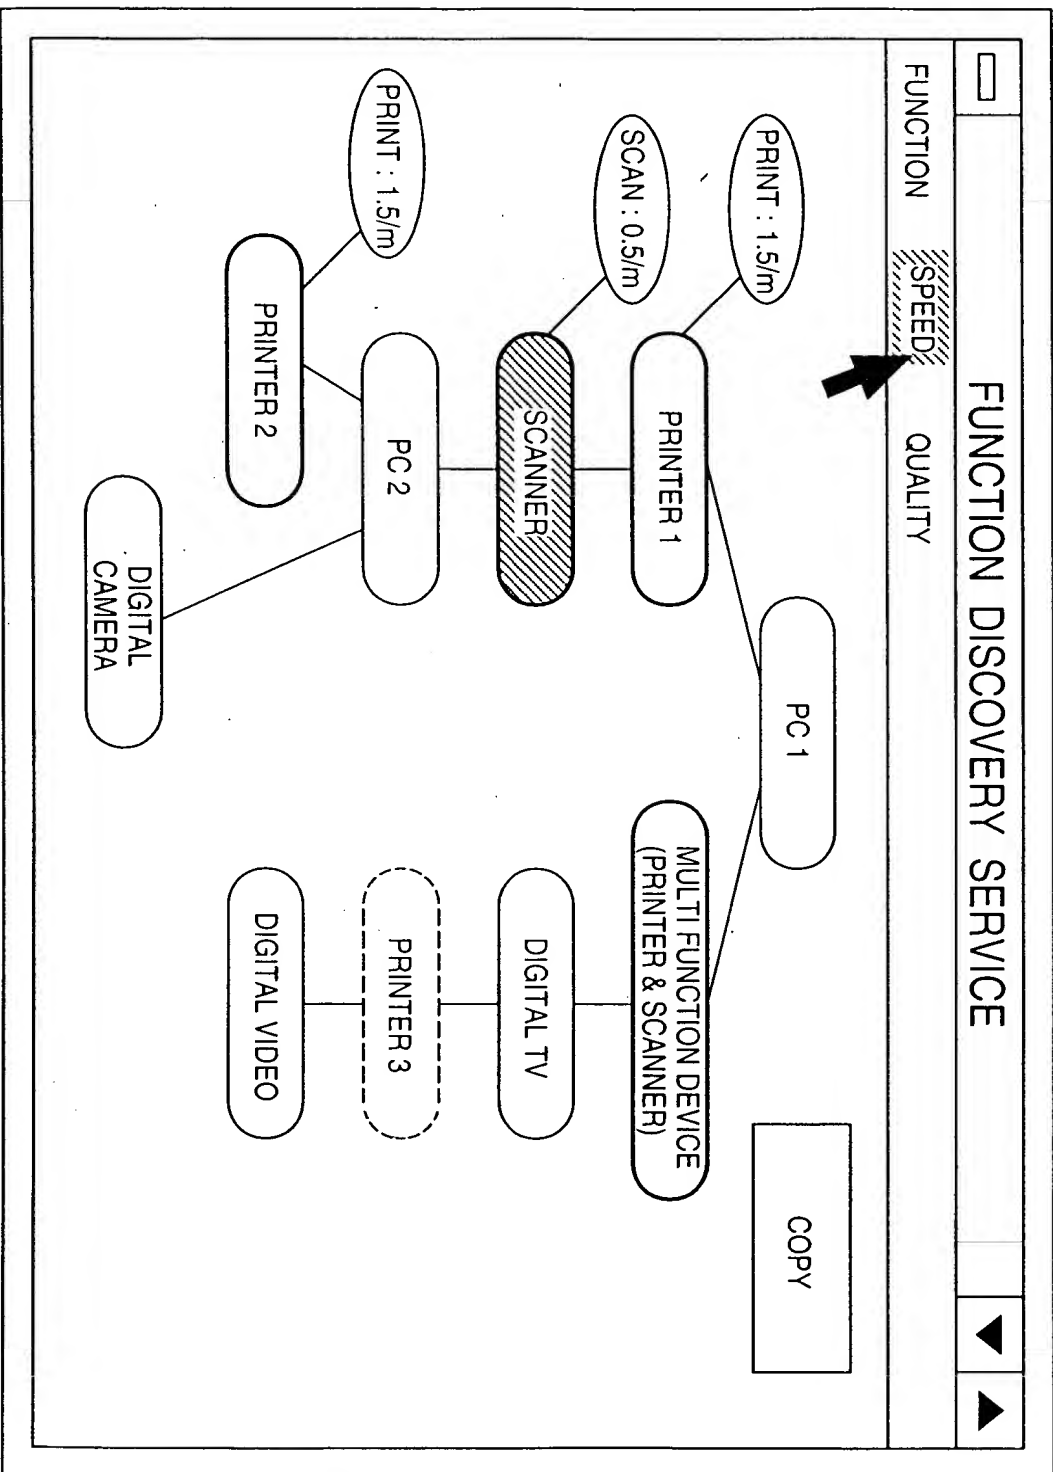 FUNCTION DISCOVERY SERVICE
FUNCTION
SPEED
QUALITY
PC 1
COPY
PRINT : 1.5/m
PRINTER 1
MULTI FUNCTION DEVICE
(PRINTER & SCANNER)
SCAN : 0.5/m
SCANNER
DIGITAL TV
PRINT : 1.5/m
PC 2
PRINTER 3
PRINTER 2
DIGITAL VIDEO
DIGITAL
CAMERA